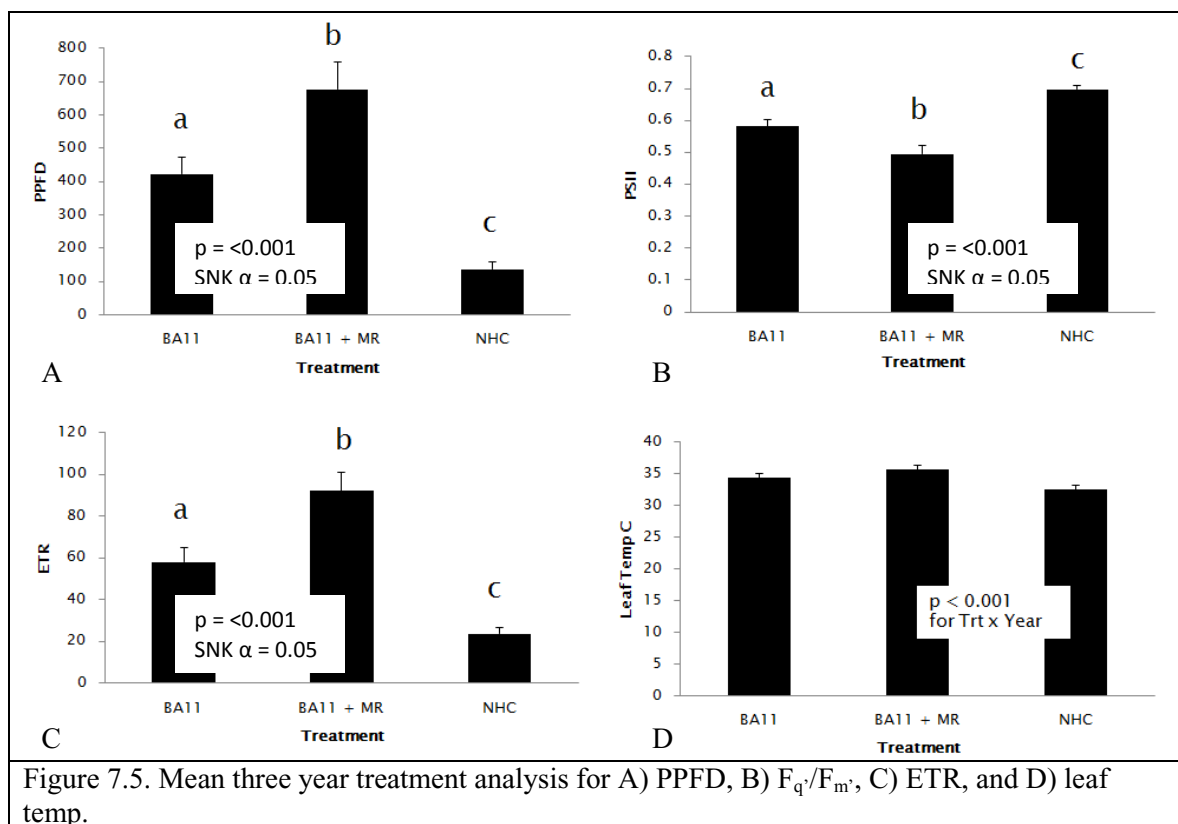 a
b
c
800
700
600
500
400
300
200
100
0
PPFD
p = <0.001
SNK α = 0.05
BA11
BA11 + MR
NHC
Treatment
A
a
b
c
0.8
0.7
0.6
0.5
0.4
0.3
0.2
0.1
0
PSII
p = <0.001
SNK α = 0.05
BA11
BA11 + MR
NHC
Treatment
B
a
b
c
120
100
80
60
40
20
0
ETR
p = <0.001
SNK α = 0.05
BA11
BA11 + MR
NHC
Treatment
C
40
35
30
25
20
15
10
5
0
Leaf Temp C
p < 0.001
for Trt x Year
BA11
BA11 + MR
NHC
Treatment
D
Figure 7.5. Mean three year treatment analysis for A) PPFD, B) Fq’/Fm’, C) ETR, and D) leaf
temp.